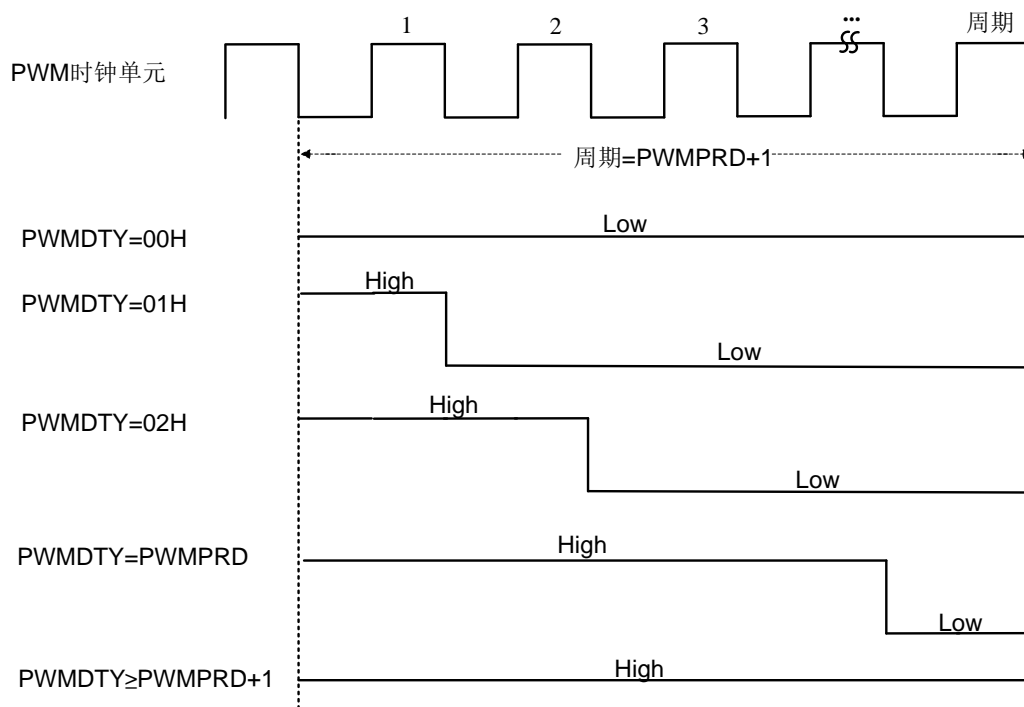 1 2 3 ... 周期
PWM时钟单元
周期=PWMPRD+1
PWMDTY=00H
Low
PWMDTY=01H
High
Low
PWMDTY=02H
High
Low
PWMDTY=PWMPRD
High
Low
PWMDTY≥PWMPRD+1
High